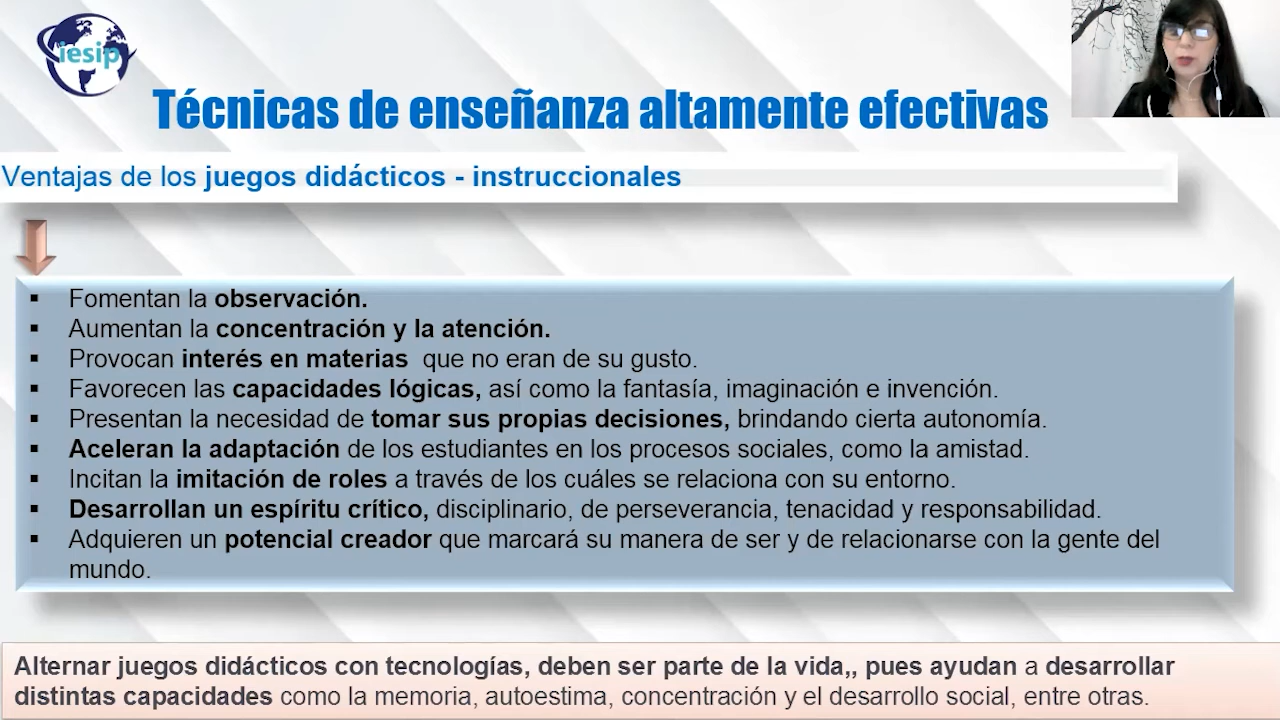 iesip
Técnicas de enseñanza altamente efectivas
Ventajas de los juegos didácticos - instruccionales
▪ Fomentan la observación.
▪ Aumentan la concentración y la atención.
▪ Provocan interés en materias que no eran de su gusto.
▪ Favorecen las capacidades lógicas, así como la fantasía, imaginación e invención.
▪ Presentan la necesidad de tomar sus propias decisiones, brindando cierta autonomía.
▪ Aceleran la adaptación de los estudiantes en los procesos sociales, como la amistad.
▪ Incitan la imitación de roles a través de los cuáles se relaciona con su entorno.
▪ Desarrollan un espíritu crítico, disciplinario, de perseverancia, tenacidad y responsabilidad.
▪ Adquieren un potencial creador que marcará su manera de ser y de relacionarse con la gente del
mundo.
Alternar juegos didácticos con tecnologías, deben ser parte de la vida,, pues ayudan a desarrollar
distintas capacidades como la memoria, autoestima, concentración y el desarrollo social, entre otras.